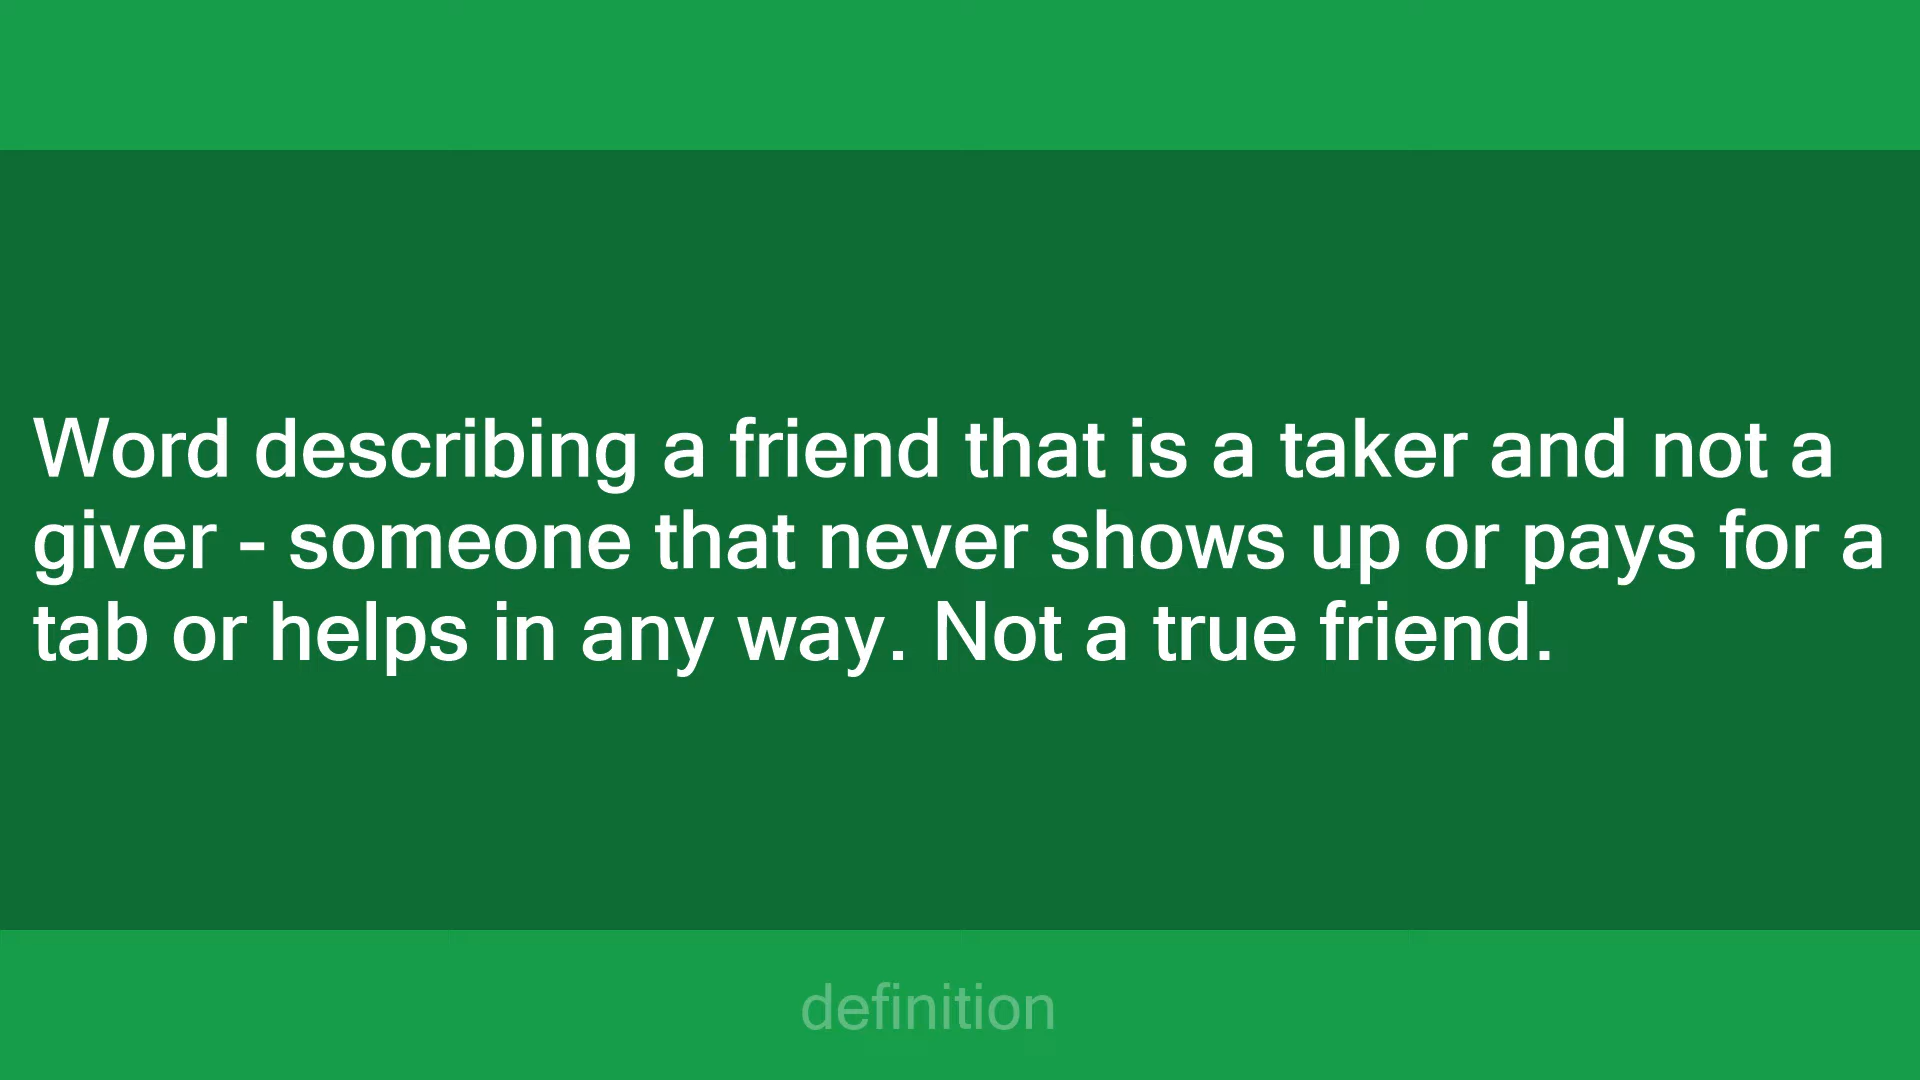 Word describing a friend that is a taker and not a
giver - someone that never shows up or pays for a
tab or helps in any way. Not a true friend.
definition